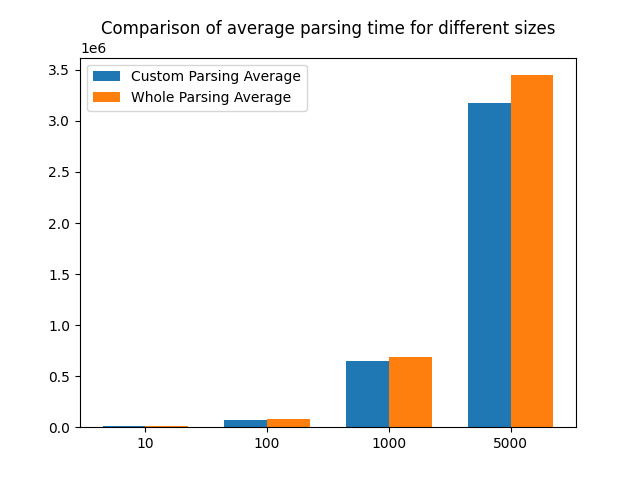 Comparison of average parsing time for different sizes
1e6
3.5
3.0
2.5
2.0
1.5
1.0
0.5
0.0
Custom Parsing Average
Whole Parsing Average
10 100 1000 5000